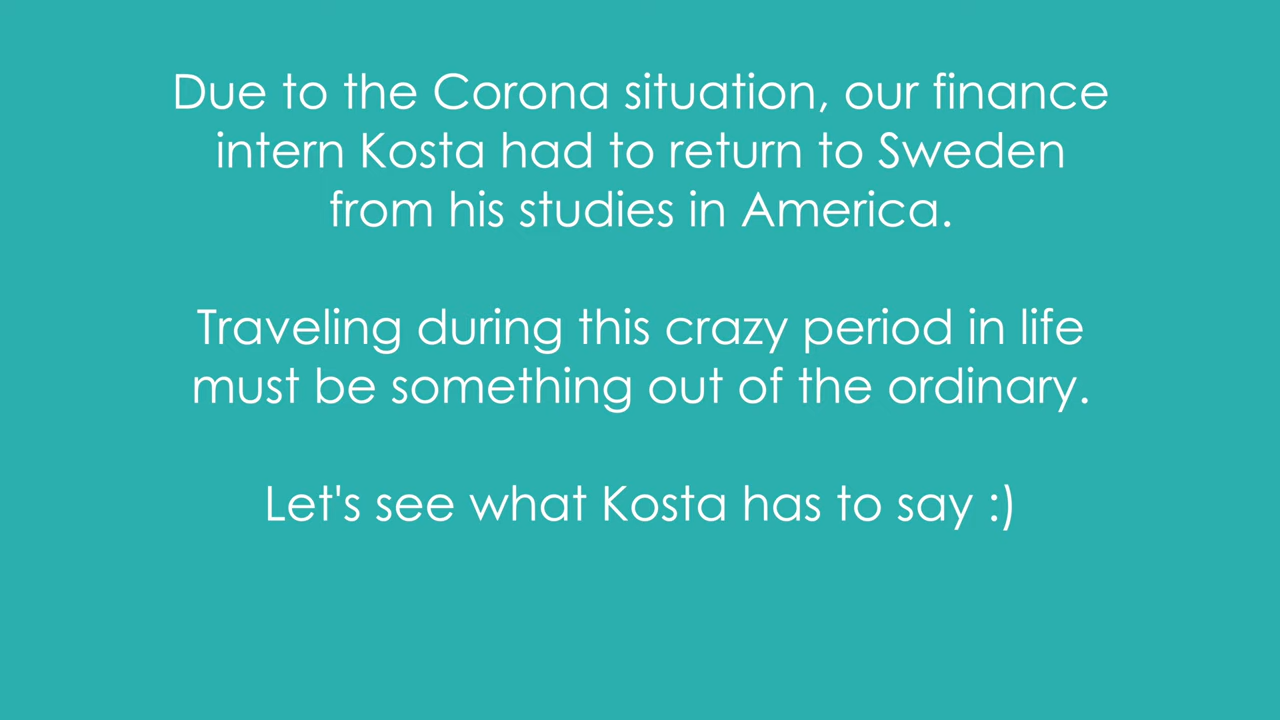 Due to the Corona situation, our finance
intern Kosta had to return to Sweden
from his studies in America.
Traveling during this crazy period in life
must be something out of the ordinary.
Let's see what Kosta has to say :)